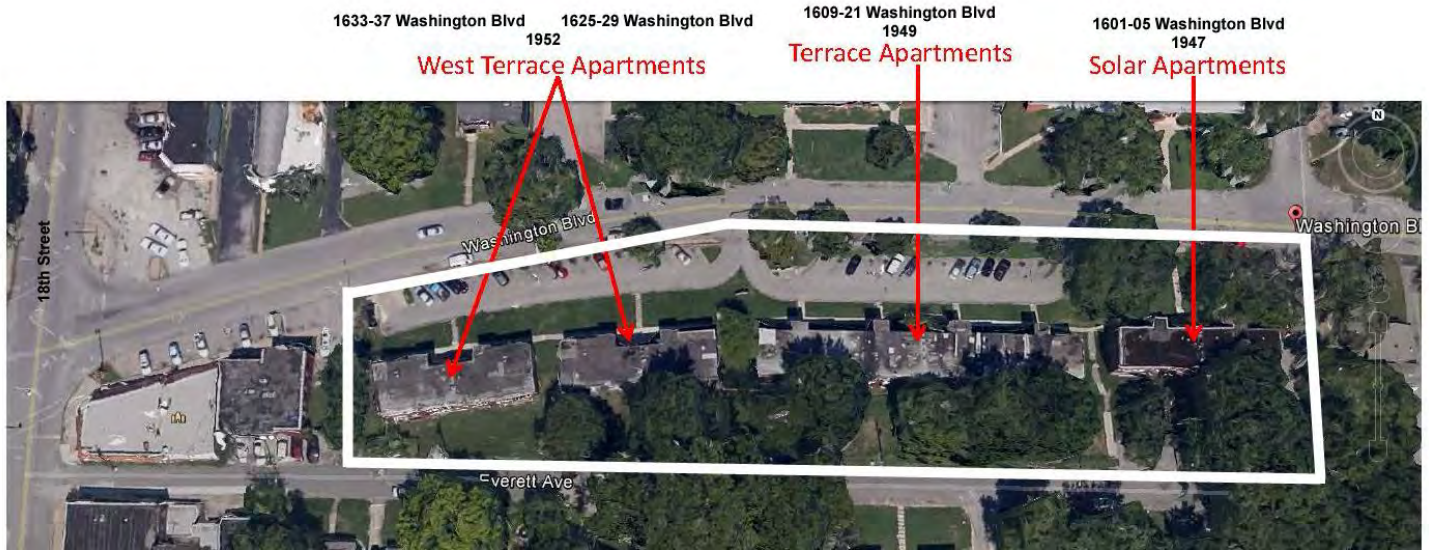 1633-37 Washington Blvd 1625-29 Washington Blvd
1952
West Terrace Apartments
1609-21 Washington Blvd
1949
Terrace Apartments
1601-05 Washington Blvd
1947
Solar Apartments
N
18th Street
Washington Blvd
Washington Bl
Everett Ave